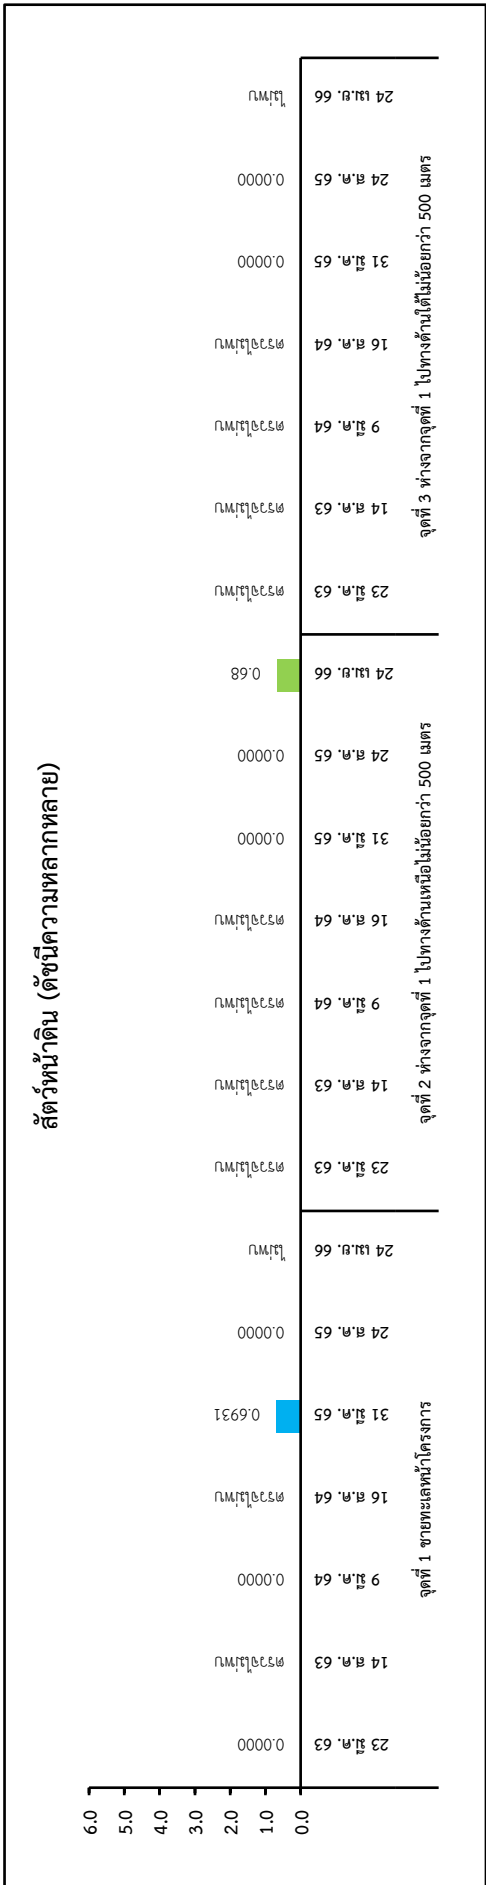 สัตว์หน้าดิน (ดัชนีความหลากหลาย)
6.0
5.0
4.0
3.0
2.0
1.0
0.0
0.0000
ตรวจไม่พบ
0.0000
ตรวจไม่พบ
0.6931
0.0000
ไม่พบ
ตรวจไม่พบ
ตรวจไม่พบ
ตรวจไม่พบ
ตรวจไม่พบ
0.0000
0.0000
0.68
ตรวจไม่พบ
ตรวจไม่พบ
ตรวจไม่พบ
ตรวจไม่พบ
0.0000
0.0000
ไม่พบ
23 มี.ค. 63
14 ส.ค. 63
9 มี.ค. 64
16 ส.ค. 64
31 มี.ค. 65
24 ส.ค. 65
24 เม.ย. 66
23 มี.ค. 63
14 ส.ค. 63
9 มี.ค. 64
16 ส.ค. 64
31 มี.ค. 65
24 ส.ค. 65
24 เม.ย. 66
23 มี.ค. 63
14 ส.ค. 63
9 มี.ค. 64
16 ส.ค. 64
31 มี.ค. 65
24 ส.ค. 65
24 เม.ย. 66
จุดที่ 1 ชายทะเลหน้าโครงการ
จุดที่ 2 ห่างจากจุดที่ 1 ไปทางด้านเหนือไม่น้อยกว่า 500 เมตร
จุดที่ 3 ห่างจากจุดที่ 1 ไปทางด้านใต้ไม่น้อยกว่า 500 เมตร